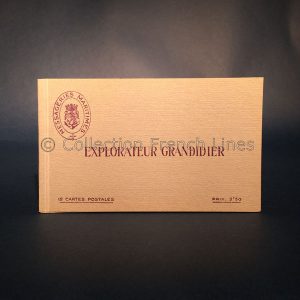 MESSAGERIES MARITIMES
© Collection French Lines
EXPLORATEUR GRANDIDIER
12 CARTES POSTALES